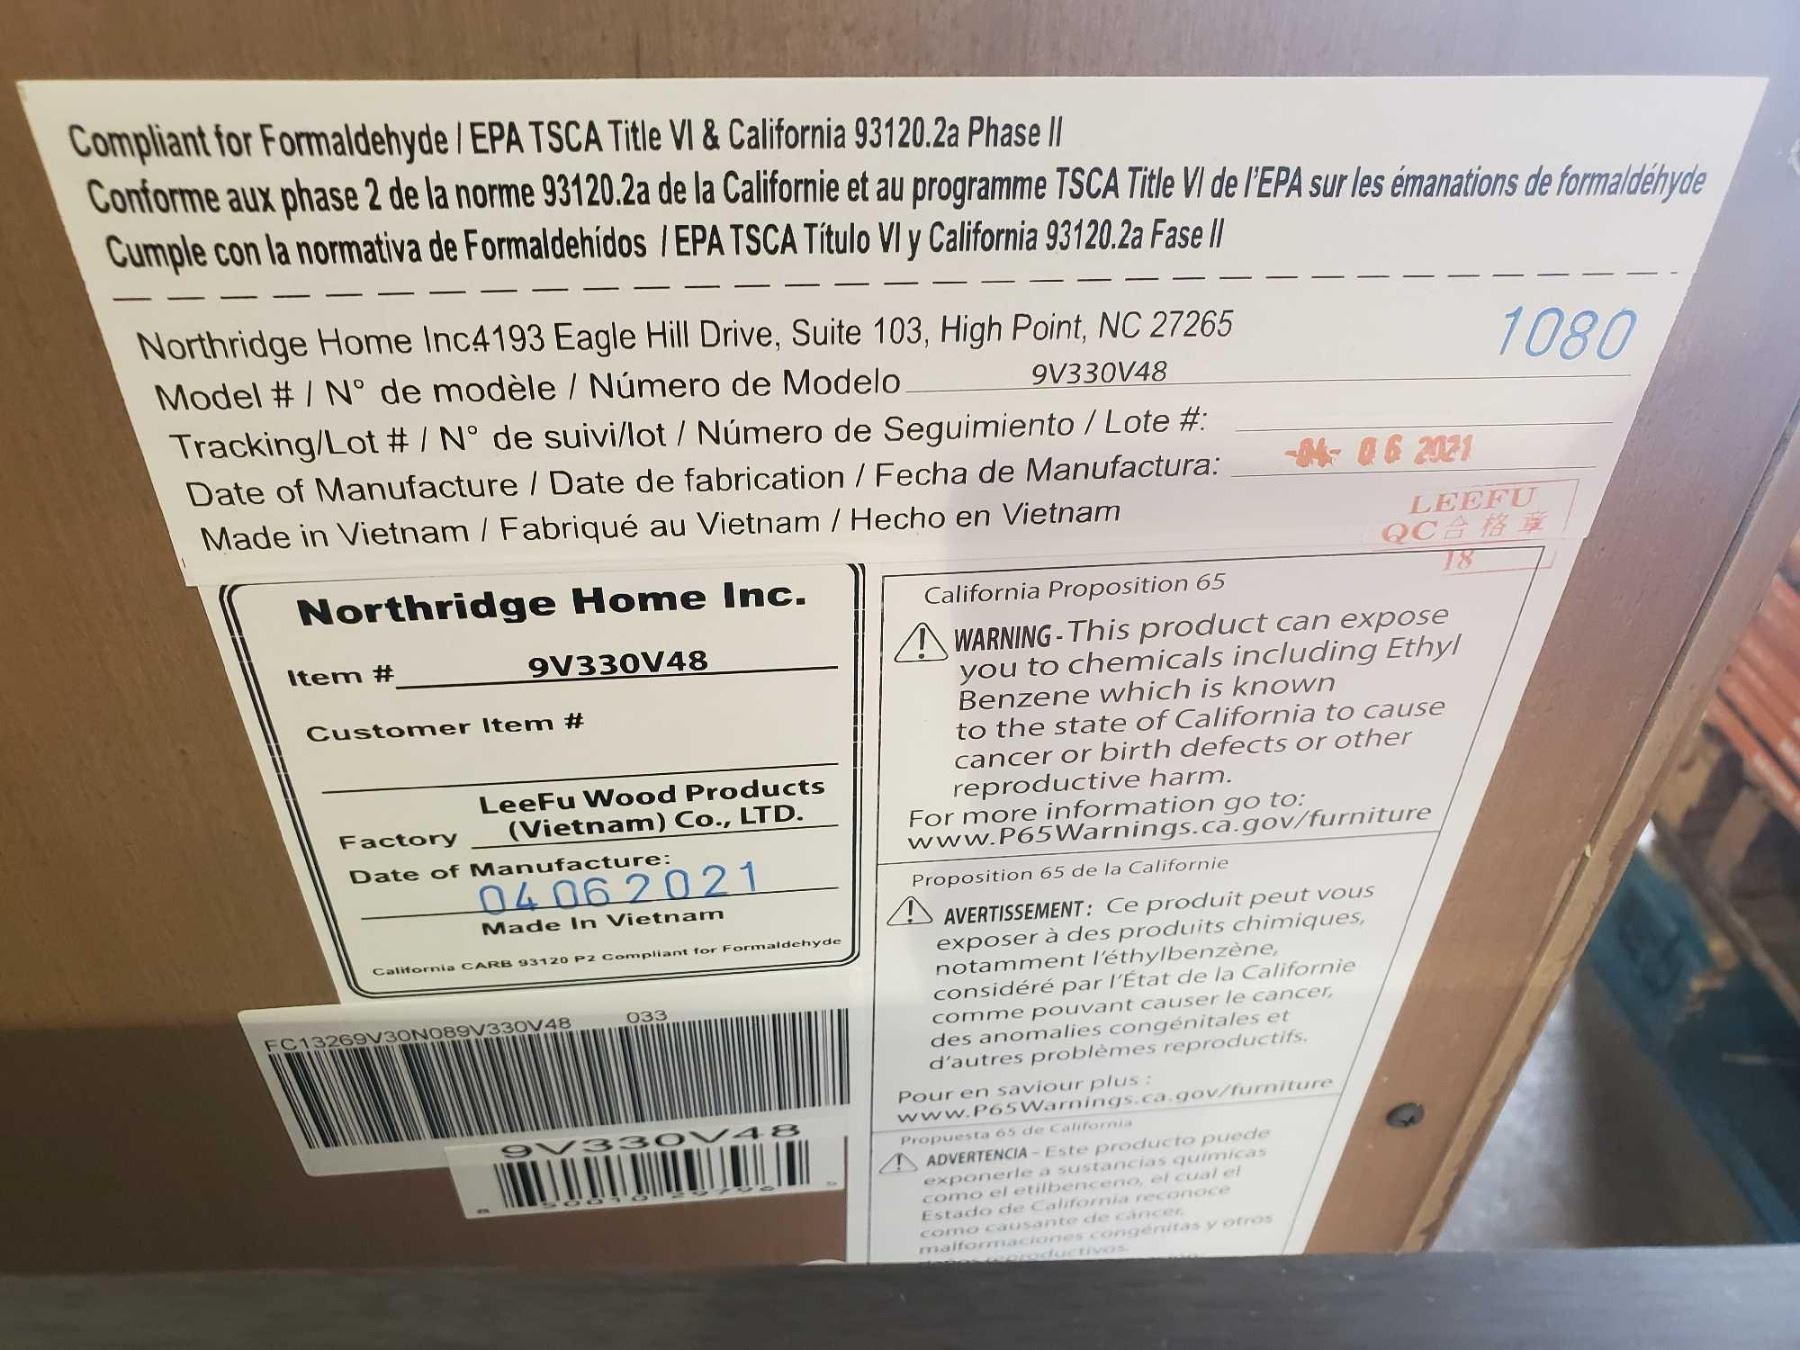 Compliant for Formaldehyde / EPA TSCA Title VI & California 93120.2a Phase II
Conforme aux phase 2 de la norme 93120.2a de la Californie et au programme TSCA Title VI de l'EPA sur les émanations de formaldéhyde
Cumple con la normativa de Formaldehídos / EPA TSCA Título VI y California 93120.2a Fase II
Northridge Home Inc4193 Eagle Hill Drive, Suite 103, High Point, NC 27265
1080
Model # / N° de modèle / Número de Modelo 9V330V48
Tracking/Lot # / N° de suivi/lot / Número de Seguimiento / Lote #:
Date of Manufacture / Date de fabrication / Fecha de Manufactura: -04- 06 2021
Made in Vietnam / Fabriqué au Vietnam / Hecho en Vietnam
LEEFU
QC合格章
18
Northridge Home Inc.
Item # 9V330V48
Customer Item #
LeeFu Wood Products
Factory (Vietnam) Co., LTD.
Date of Manufacture:
04 06 2021
Made In Vietnam
California CARB 93120 P2 Compliant for Formaldehyde
FC13269V30N089V330V48 033
9V330V48
California Proposition 65
WARNING - This product can expose
you to chemicals including Ethyl
Benzene which is known
to the state of California to cause
cancer or birth defects or other
reproductive harm.
For more information go to:
www.P65Warnings.ca.gov/furniture
Proposition 65 de la Californie
AVERTISSEMENT : Ce produit peut vous
exposer à des produits chimiques,
notamment l'éthylbenzène,
considéré par l'État de la Californie
comme pouvant causer le cancer,
des anomalies congénitales et
d'autres problèmes reproductifs.
Pour en saviour plus :
www.P65Warnings.ca.gov/furniture
Propuesta 65 de California
ADVERTENCIA - Este producto puede
exponerle a sustancias químicas
como el etilbenceno, el cual el
Estado de California reconoce
como causante de cáncer,
malformaciones congénitas y otros